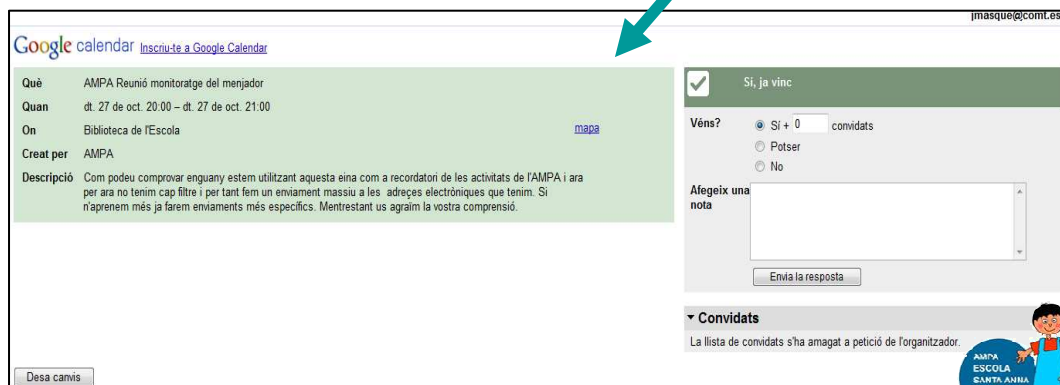 jmasque@comt.es
Google calendar Inscriu-te a Google Calendar
Què AMPA Reunió monitoratge del menjador
Quan dt. 27 de oct. 20:00 – dt. 27 de oct. 21:00
On Biblioteca de l'Escola mapa
Creat per AMPA
Descripció Com podeu comprovar enguany estem utilitzant aquesta eina com a recordatori de les activitats de l'AMPA i ara
per ara no tenim cap filtre i per tant fem un enviament massiu a les adreçes electròniques que tenim. Si
n'aprenem més ja farem enviaments més específics. Mentrestant us agraïm la vostra comprensió.
Sí, ja vinc
Véns? Sí + 0 convidats
Potser
No
Afegeix una
nota
Envia la resposta
Convidats
La llista de convidats s'ha amagat a petició de l'organitzador.
AMPA
ESCOLA
SANTA ANNA
Desa canvis